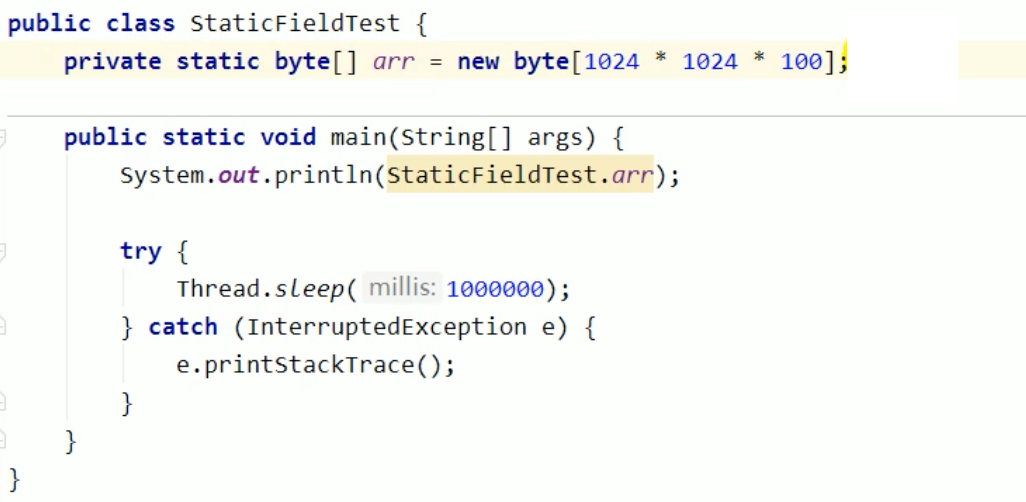 public class StaticFieldTest {
    private static byte[] arr = new byte[1024 * 1024 * 100];
    public static void main(String[] args) {
        System.out.println(StaticFieldTest.arr);
        try {
            Thread.sleep( millis: 1000000);
        } catch (InterruptedException e) {
            e.printStackTrace();
        }
    }
}